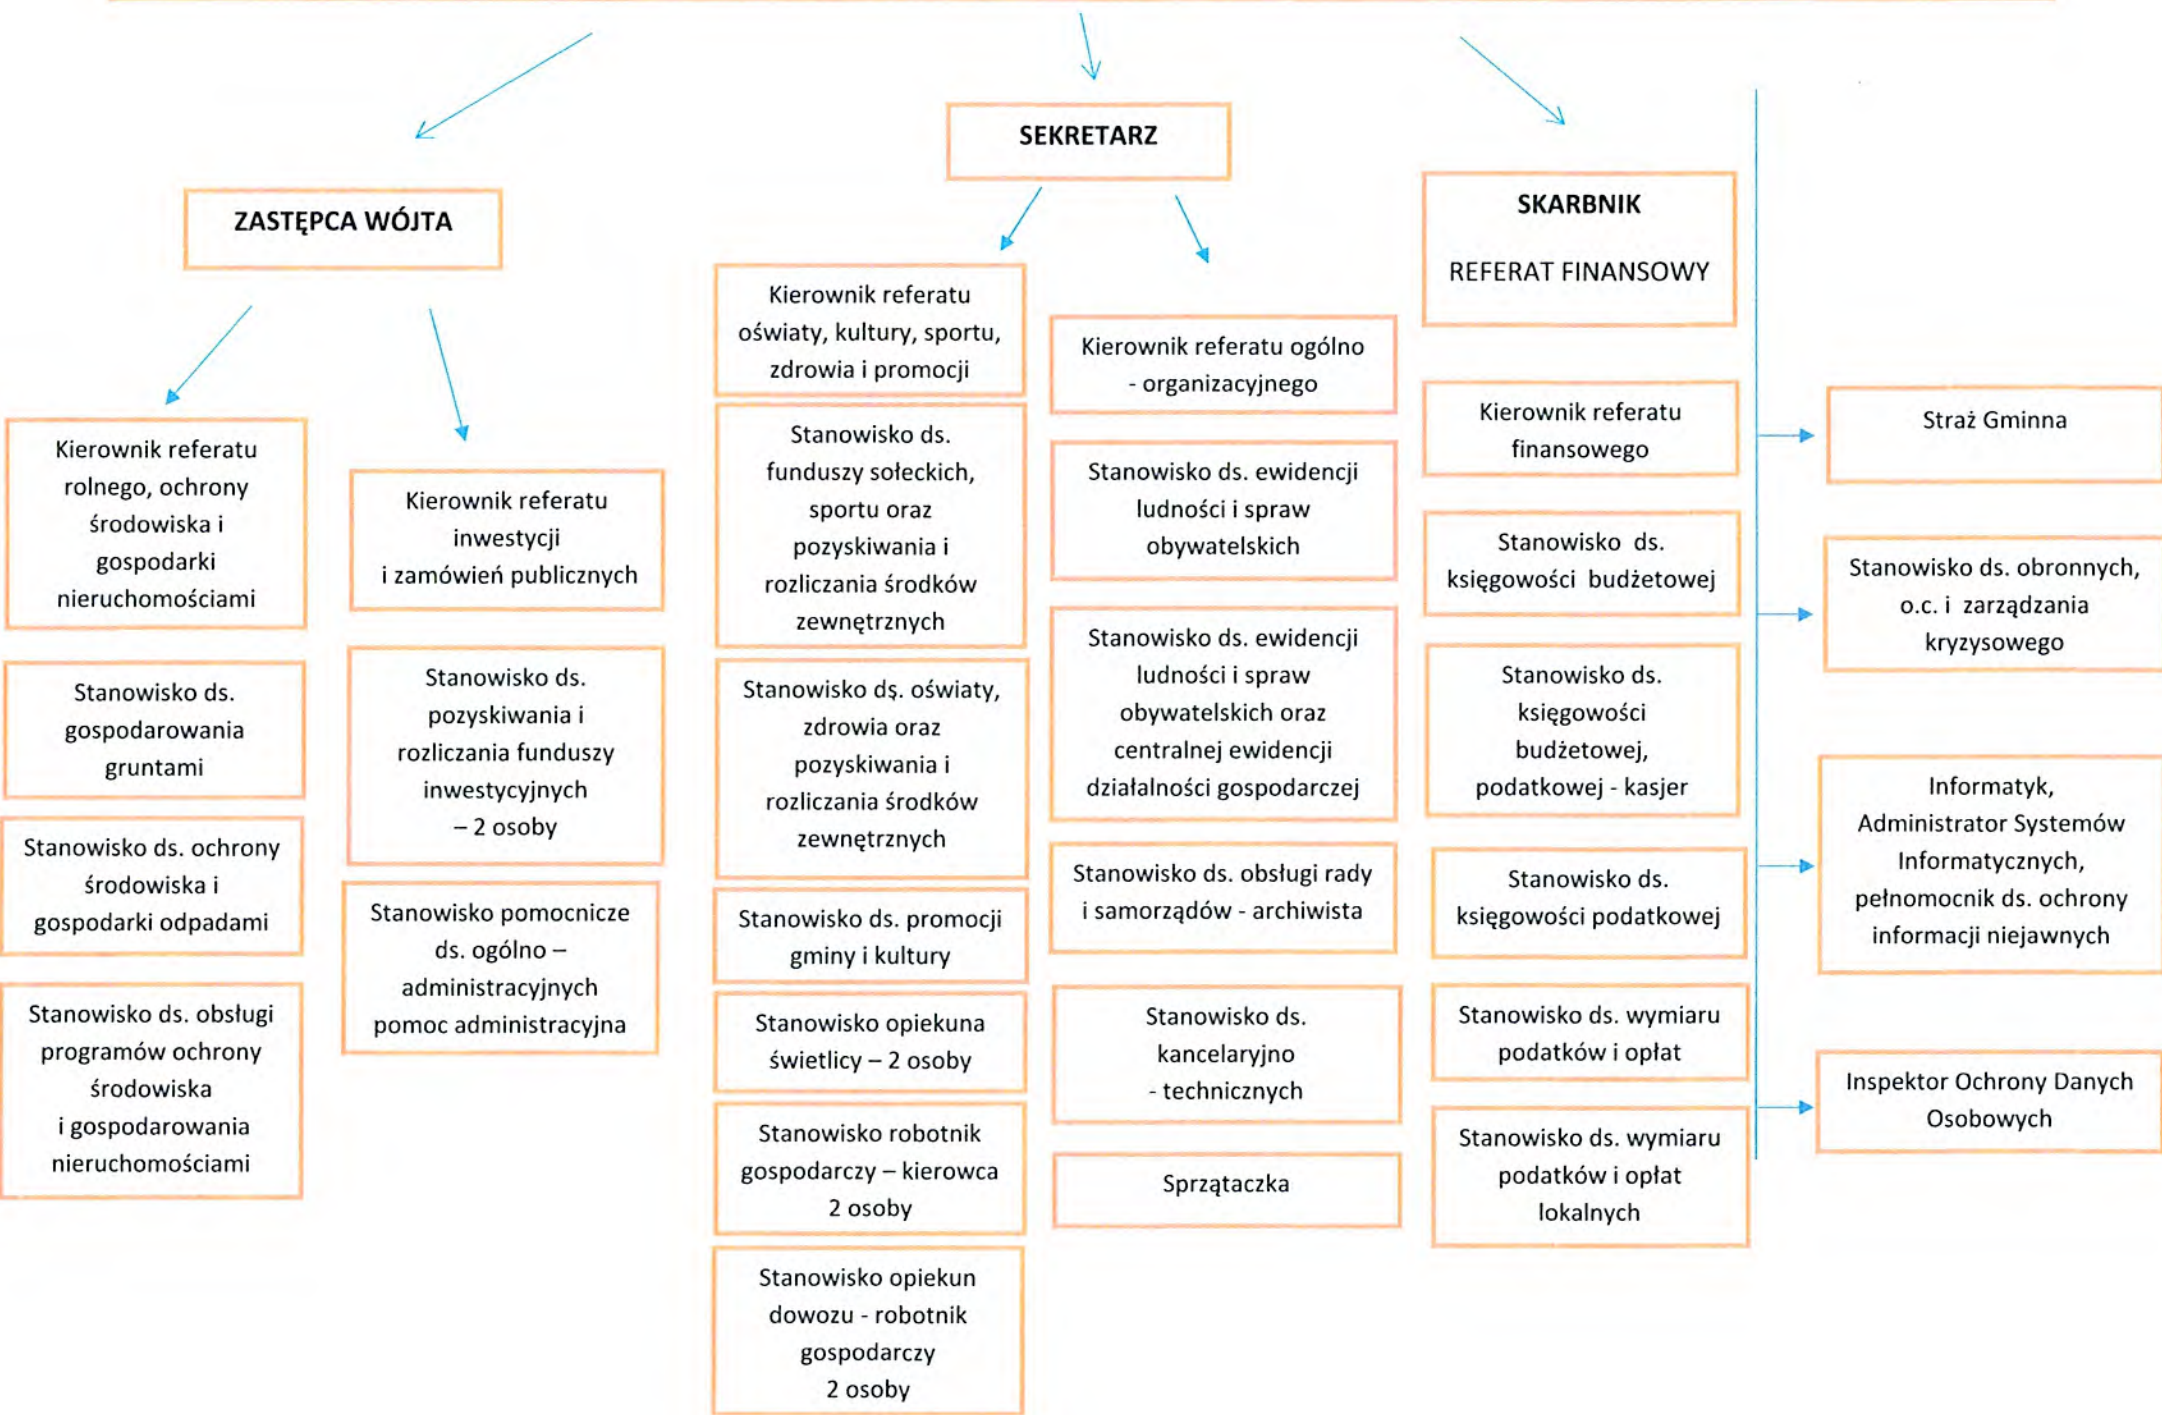 SEKRETARZ
ZASTĘPCA WÓJTA
SKARBNIK
REFERAT FINANSOWY
Kierownik referatu
rolnego, ochrony
środowiska i
gospodarki
nieruchomościami
Stanowisko ds.
gospodarowania
gruntami
Stanowisko ds. ochrony
środowiska i
gospodarki odpadami
Stanowisko ds. obsługi
programów ochrony
środowiska
i gospodarowania
nieruchomościami
Kierownik referatu
inwestycji
i zamówień publicznych
Stanowisko ds.
pozyskiwania i
rozliczania funduszy
inwestycyjnych
– 2 osoby
Stanowisko pomocnicze
ds. ogólno –
administracyjnych
pomoc administracyjna
Kierownik referatu
oświaty, kultury, sportu,
zdrowia i promocji
Stanowisko ds.
funduszy sołeckich,
sportu oraz
pozyskiwania i
rozliczania środków
zewnętrznych
Stanowisko ds. oświaty,
zdrowia oraz
pozyskiwania i
rozliczania środków
zewnętrznych
Stanowisko ds. promocji
gminy i kultury
Stanowisko opiekuna
świetlicy – 2 osoby
Stanowisko robotnik
gospodarczy – kierowca
2 osoby
Stanowisko opiekun
dowozu - robotnik
gospodarczy
2 osoby
Kierownik referatu ogólno
- organizacyjnego
Stanowisko ds. ewidencji
ludności i spraw
obywatelskich
Stanowisko ds. ewidencji
ludności i spraw
obywatelskich oraz
centralnej ewidencji
działalności gospodarczej
Stanowisko ds. obsługi rady
i samorządów - archiwista
Stanowisko ds.
kancelaryjno
- technicznych
Sprzątaczka
Kierownik referatu
finansowego
Stanowisko ds.
księgowości budżetowej
Stanowisko ds.
księgowości
budżetowej,
podatkowej - kasjer
Stanowisko ds.
księgowości podatkowej
Stanowisko ds. wymiaru
podatków i opłat
Stanowisko ds. wymiaru
podatków i opłat
lokalnych
Straż Gminna
Stanowisko ds. obronnych,
o.c. i zarządzania
kryzysowego
Informatyk,
Administrator Systemów
Informatycznych,
pełnomocnik ds. ochrony
informacji niejawnych
Inspektor Ochrony Danych
Osobowych